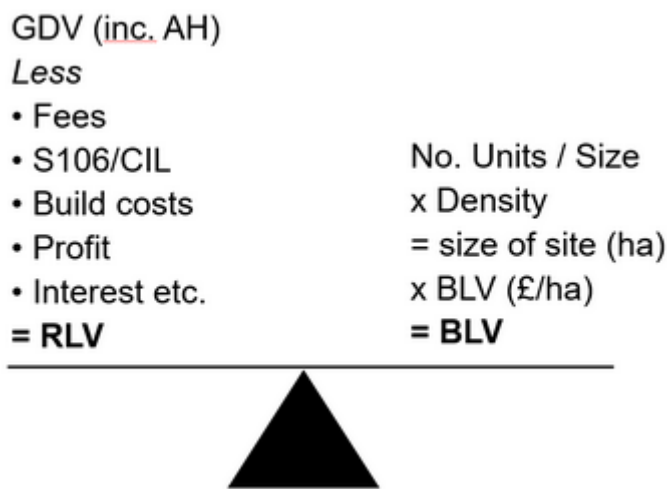 GDV (inc. AH)
Less
• Fees
• S106/CIL
• Build costs
• Profit
• Interest etc.
= RLV
No. Units / Size
x Density
= size of site (ha)
x BLV (£/ha)
= BLV